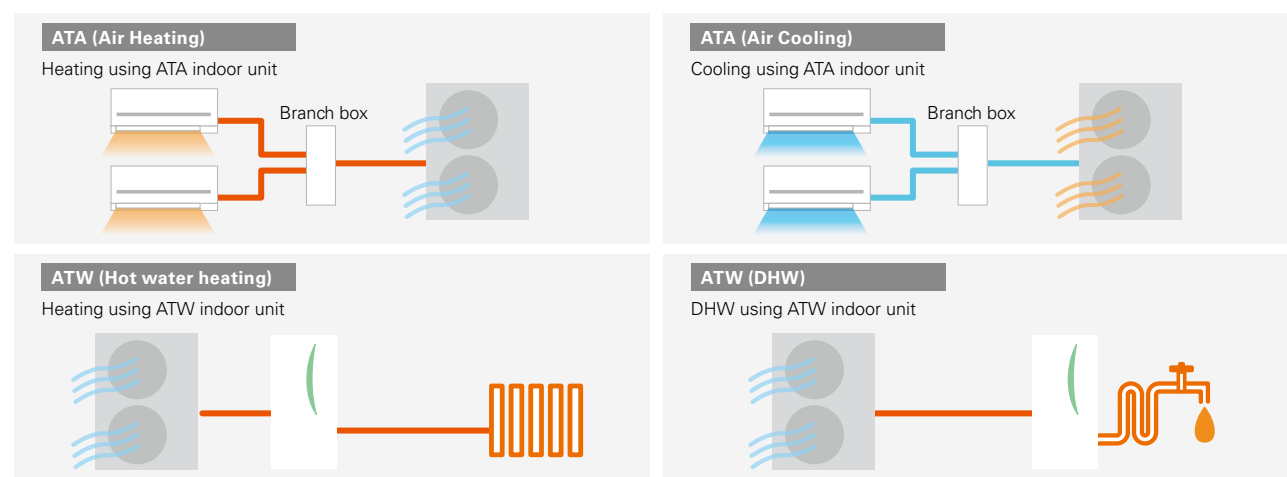 ATA (Air Heating)
Heating using ATA indoor unit
Branch box
ATA (Air Cooling)
Cooling using ATA indoor unit
Branch box
ATW (Hot water heating)
Heating using ATW indoor unit
ATW (DHW)
DHW using ATW indoor unit